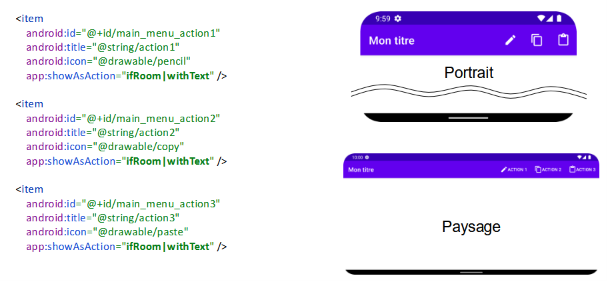 <item
android:id="@+id/main_menu_action1"
android:title="@string/action1"
android:icon="@drawable/pencil"
app:showAsAction="ifRoom|withText" />
<item
android:id="@+id/main_menu_action2"
android:title="@string/action2"
android:icon="@drawable/copy"
app:showAsAction="ifRoom|withText" />
<item
android:id="@+id/main_menu_action3"
android:title="@string/action3"
android:icon="@drawable/paste"
app:showAsAction="ifRoom|withText" />
9:59
Mon titre
Portrait
10:00
Mon titre ACTION 1 ACTION 2 ACTION 3
Paysage